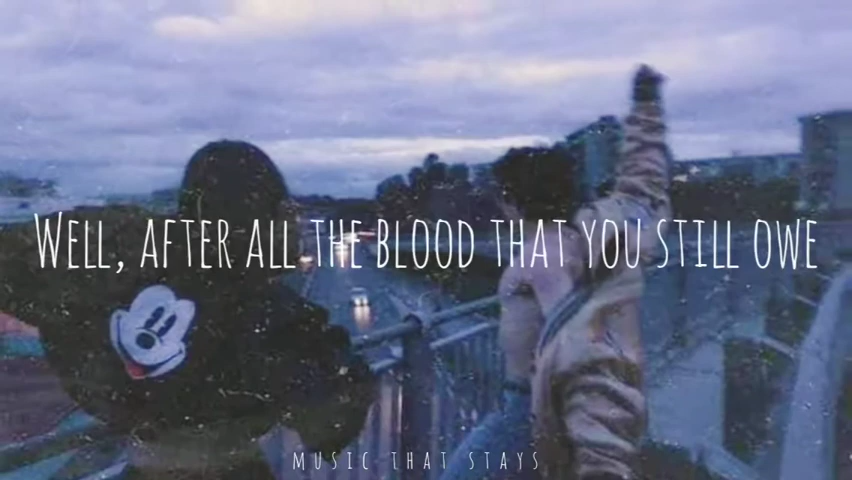 WELL, AFTER ALL THE BLOOD THAT YOU STILL OWE
MUSIC THAT STAYS